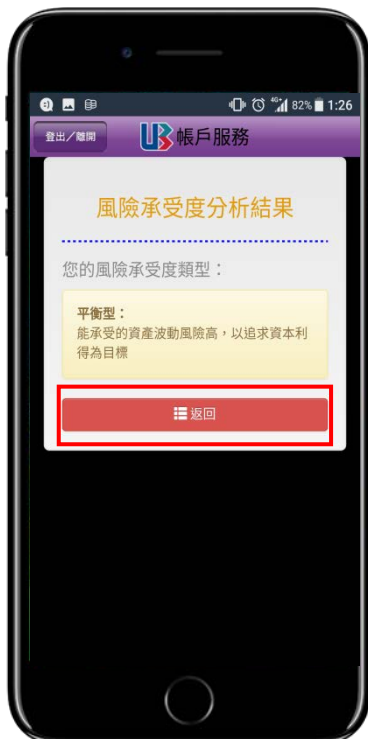 82% 1:26
登出／離開 UB 帳戶服務
風險承受度分析結果
您的風險承受度類型：
平衡型：
能承受的資產波動風險高，以追求資本利
得為目標
返回